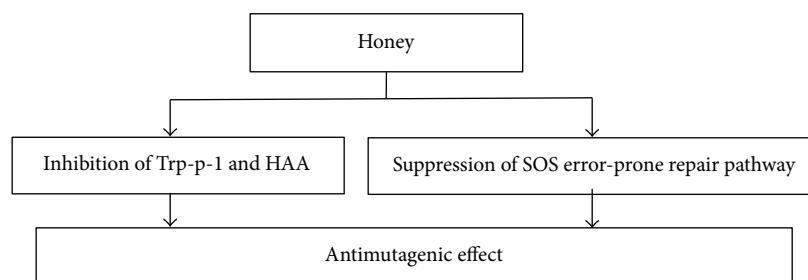 Honey
Inhibition of Trp-p-1 and HAA
Suppression of SOS error-prone repair pathway
Antimutagenic effect